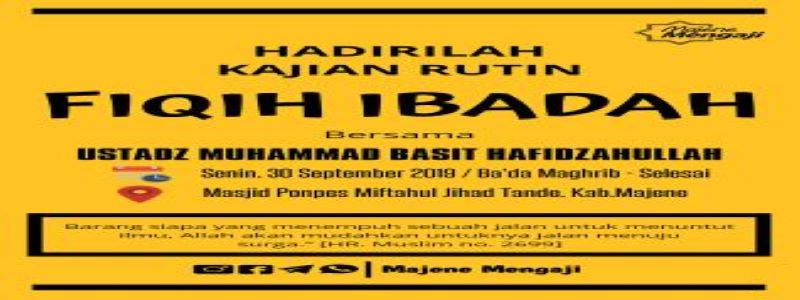 Majene
Mengaji
HADIRILAH
KAJIAN RUTIN
FIQIH IBADAH
Bersama
USTADZ MUHAMMAD BASIT HAFIDZAHULLAH
Senin, 30 September 2019 / Ba'da Maghrib - Selesai
Masjid Ponpes Miftahul Jihad Tande, Kab.Majene
Barang siapa yang menempuh sebuah jalan untuk menuntut
ilmu, Allah akan mudahkan untuknya jalan menuju
surga." [HR. Muslim no. 2699]
| Majene Mengaji